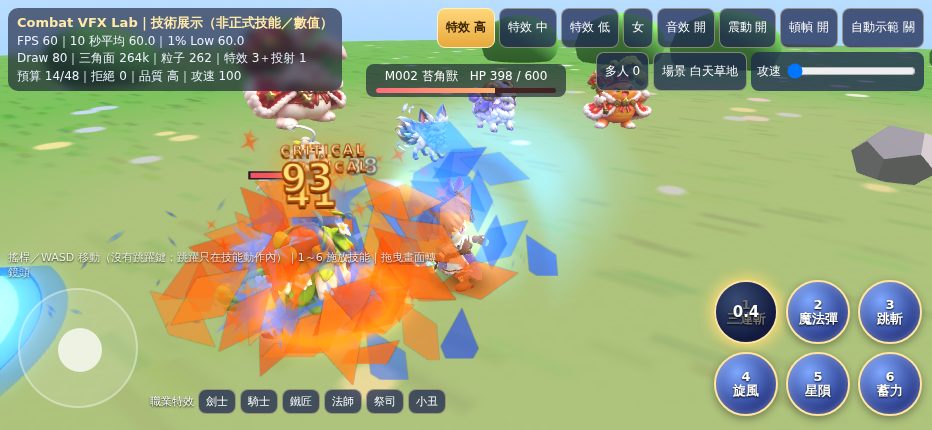 Combat VFX Lab｜技術展示（非正式技能／數值）
FPS 60｜10 秒平均 60.0｜1% Low 60.0
Draw 80｜三角面 264k｜粒子 262｜特效 3＋投射 1
預算 14/48｜拒絕 0｜品質 高｜攻速 100
特效 高
特效 中
特效 低
女
音效 開
震動 開
頓幀 開
自動示範 關
M002 苔角獸 HP 398 / 600
多人 0
場景 白天草地
攻速
CRITICAL
93
41
搖桿／WASD 移動（沒有跳躍鍵；跳躍只在技能動作內）｜1~6 施放技能｜拖曳畫面轉
鏡頭
1
三連斬
0.4
2
魔法彈
3
跳斬
4
旋風
5
星隕
6
蓄力
職業特效
劍士
騎士
鐵匠
法師
祭司
小丑